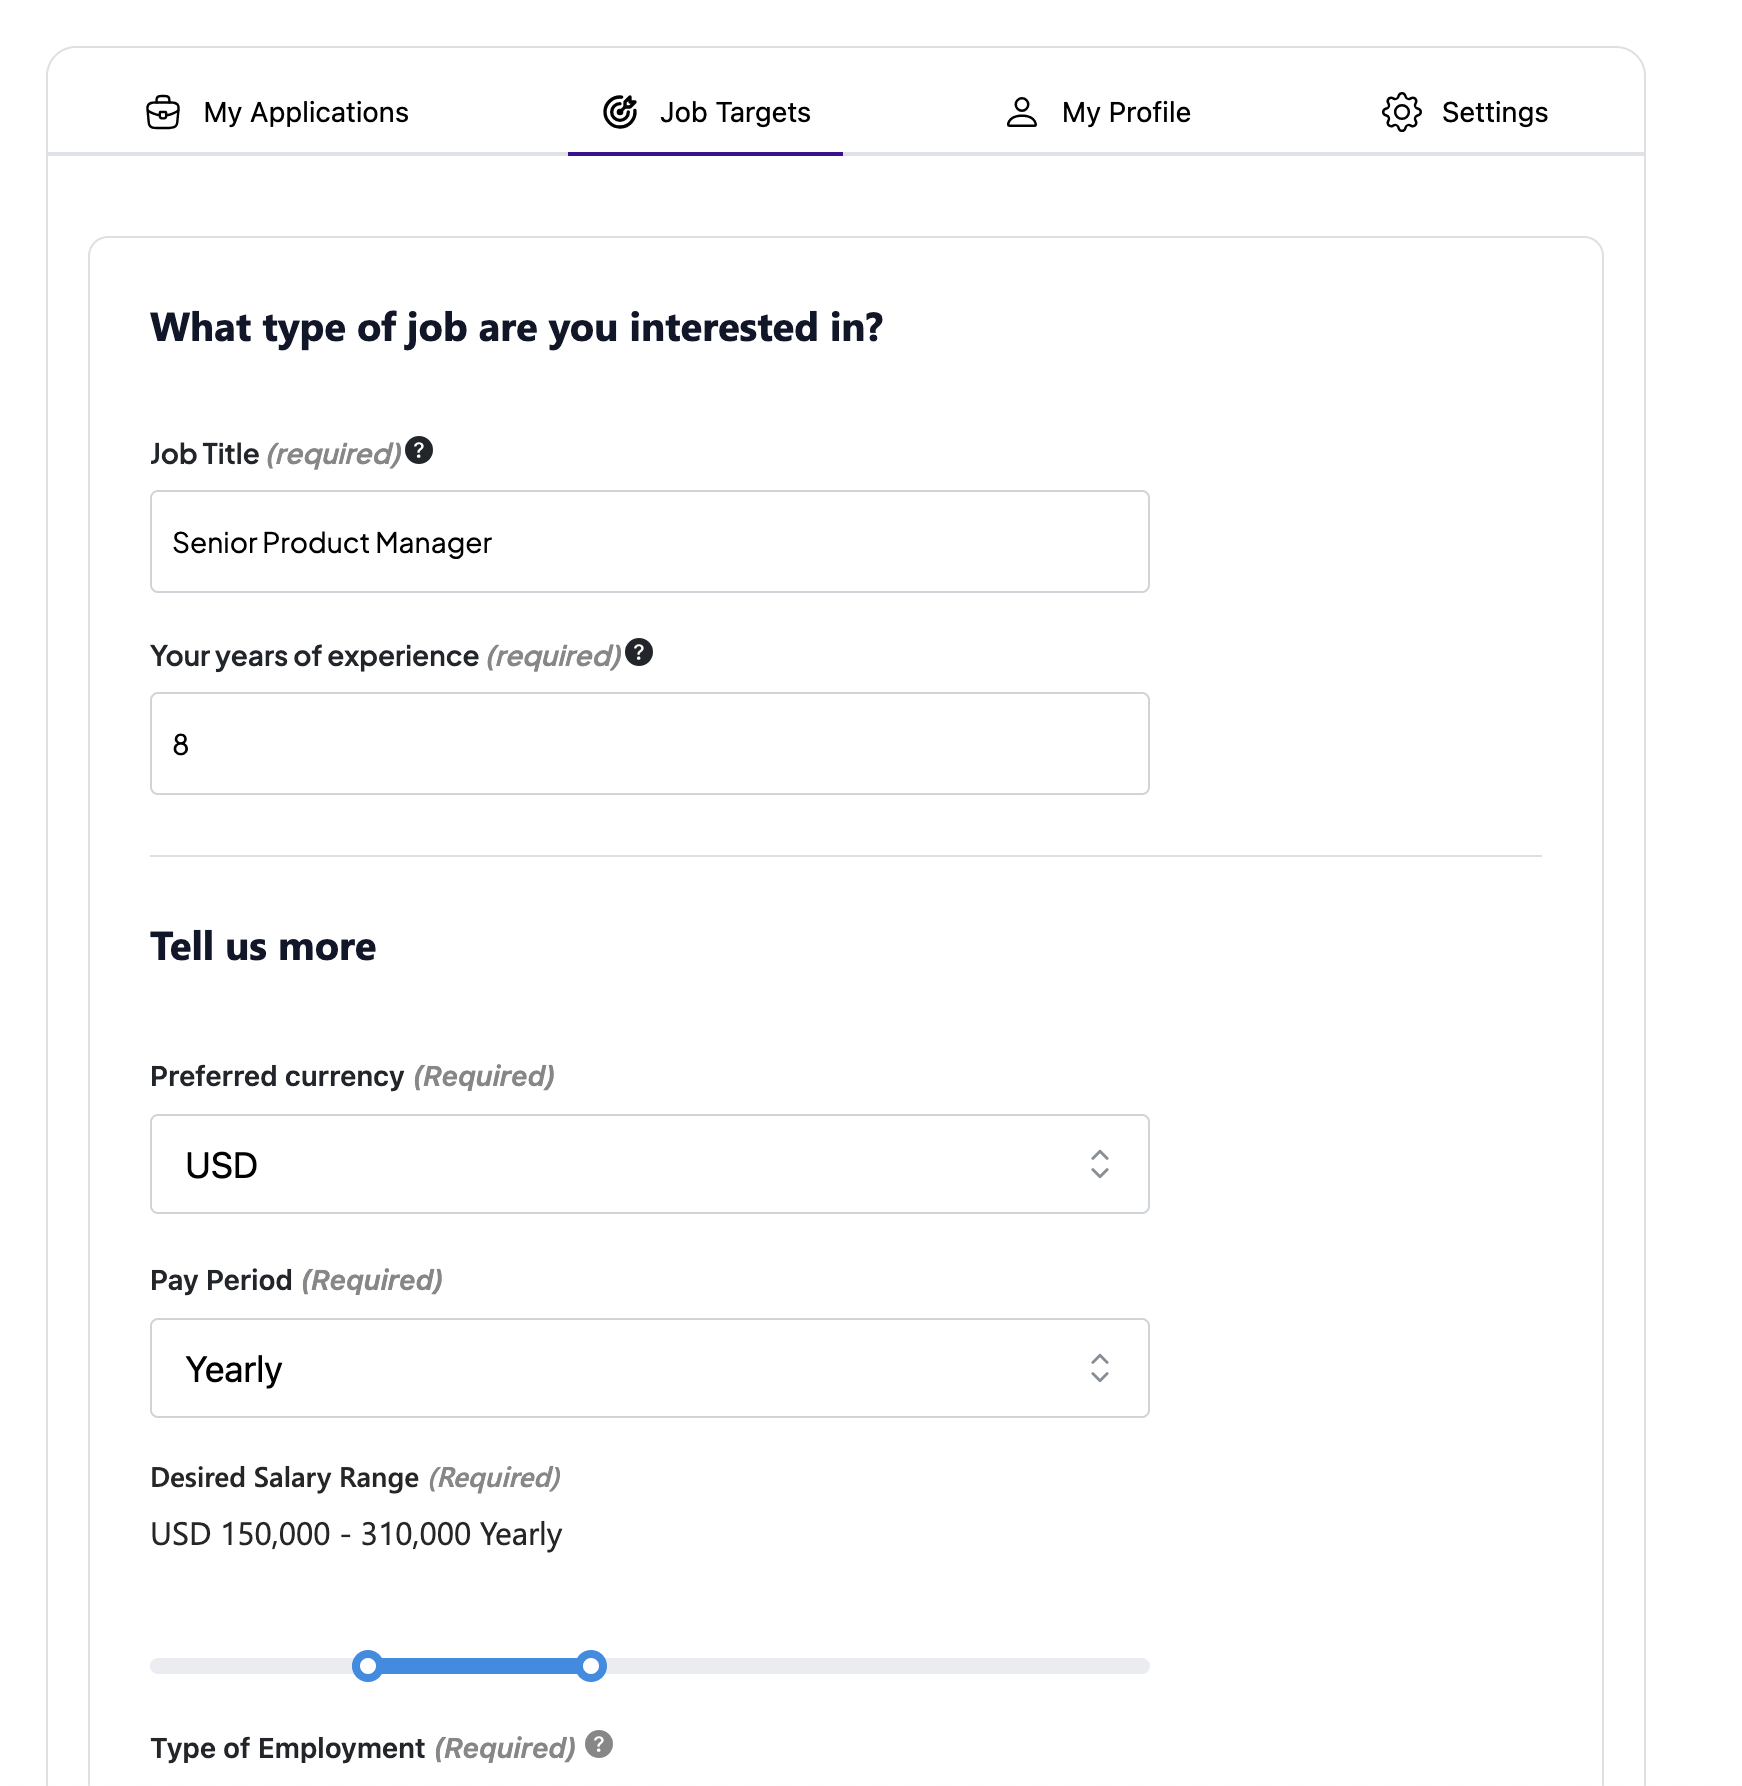 My Applications
Job Targets
My Profile
Settings
What type of job are you interested in?
Job Title (required) ?
Senior Product Manager
Your years of experience (required) ?
8
Tell us more
Preferred currency (Required)
USD
Pay Period (Required)
Yearly
Desired Salary Range (Required)
USD 150,000 - 310,000 Yearly
Type of Employment (Required) ?